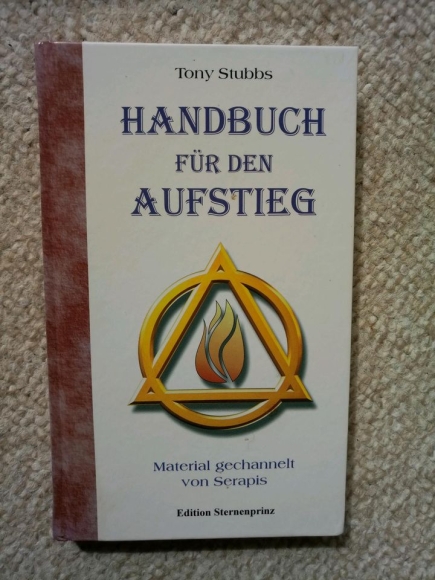 Tony Stubbs
HANDBUCH
FÜR DEN
AUFSTIEG
Material gechannelt
von Serapis
Edition Sternenprinz